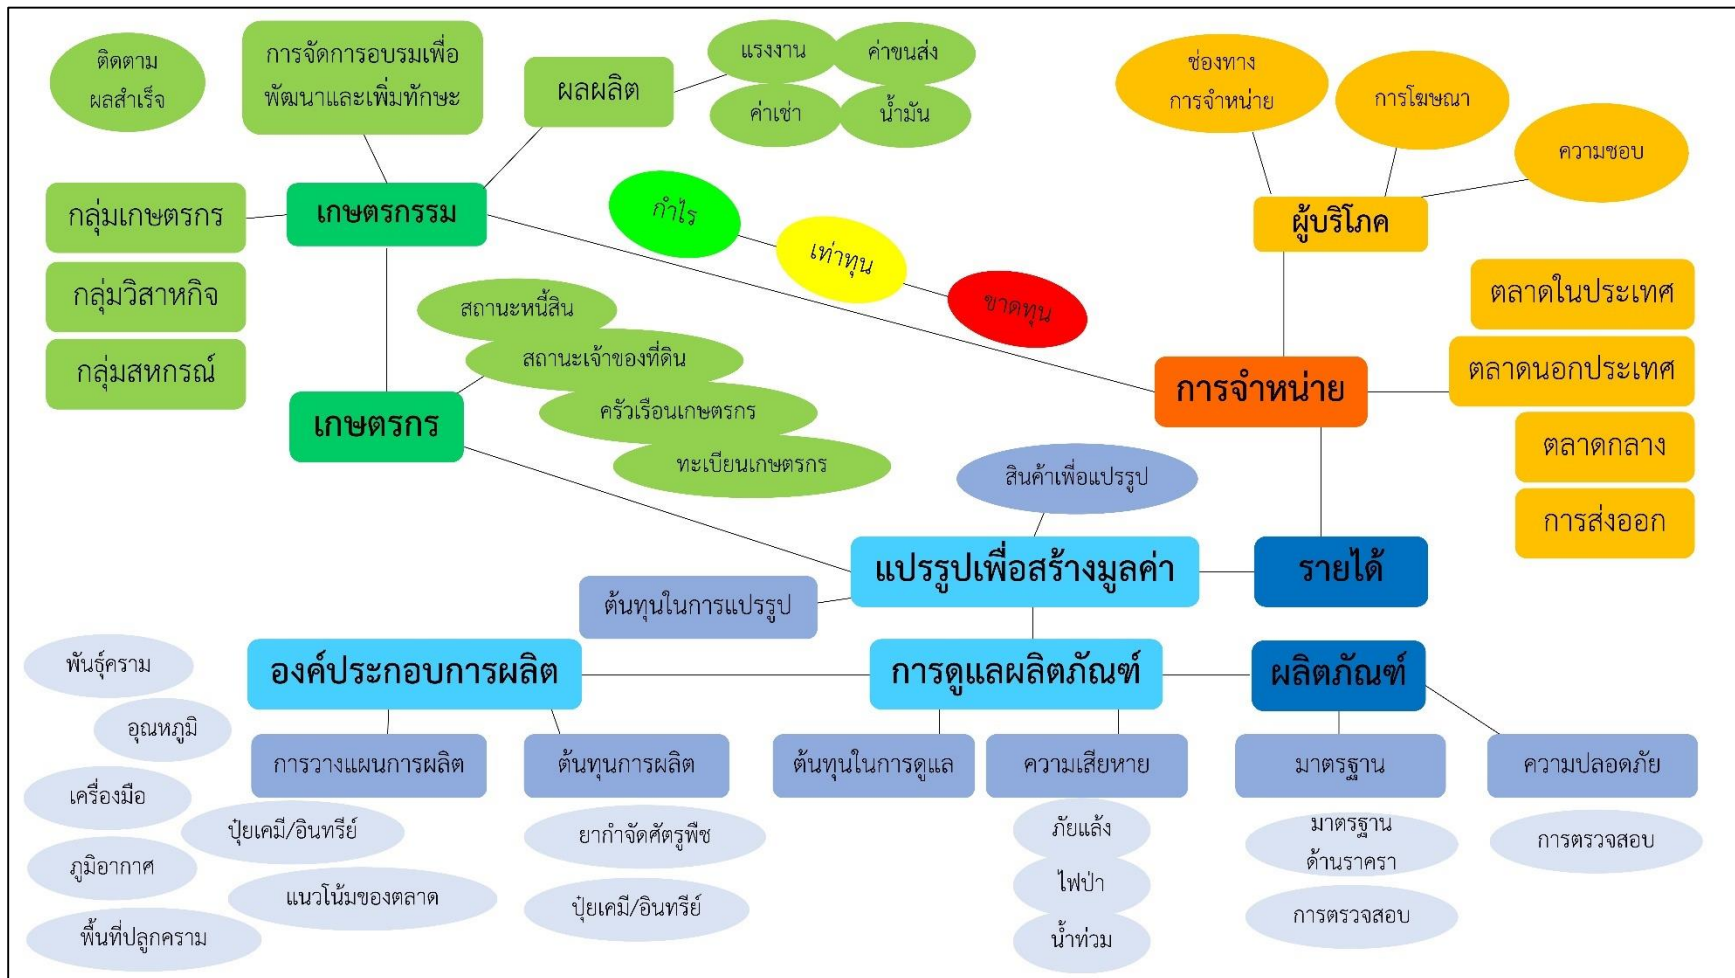 ติดตาม
ผลสำเร็จ
การจัดการอบรมเพื่อ
พัฒนาและเพิ่มทักษะ
ผลผลิต
แรงงาน
ค่าขนส่ง
ค่าเช่า
น้ำมัน
ช่องทาง
การจำหน่าย
การโฆษณา
ความชอบ
กลุ่มเกษตรกร
เกษตรกรรม
กำไร
เท่าทุน
ขาดทุน
ผู้บริโภค
กลุ่มวิสาหกิจ
กลุ่มสหกรณ์
สถานะหนี้สิน
สถานะเจ้าของที่ดิน
ครัวเรือนเกษตรกร
ทะเบียนเกษตรกร
เกษตรกร
การจำหน่าย
ตลาดในประเทศ
ตลาดนอกประเทศ
ตลาดกลาง
การส่งออก
สินค้าเพื่อแปรรูป
แปรรูปเพื่อสร้างมูลค่า
รายได้
ต้นทุนในการแปรรูป
องค์ประกอบการผลิต
การดูแลผลิตภัณฑ์
ผลิตภัณฑ์
พันธุ์คราม
อุณหภูมิ
เครื่องมือ
ภูมิอากาศ
พื้นที่ปลูกคราม
การวางแผนการผลิต
ปุ๋ยเคมี/อินทรีย์
แนวโน้มของตลาด
ต้นทุนการผลิต
ยากำจัดศัตรูพืช
ปุ๋ยเคมี/อินทรีย์
ต้นทุนในการดูแล
ความเสียหาย
ภัยแล้ง
ไฟป่า
น้ำท่วม
มาตรฐาน
มาตรฐาน
ด้านราครา
การตรวจสอบ
ความปลอดภัย
การตรวจสอบ